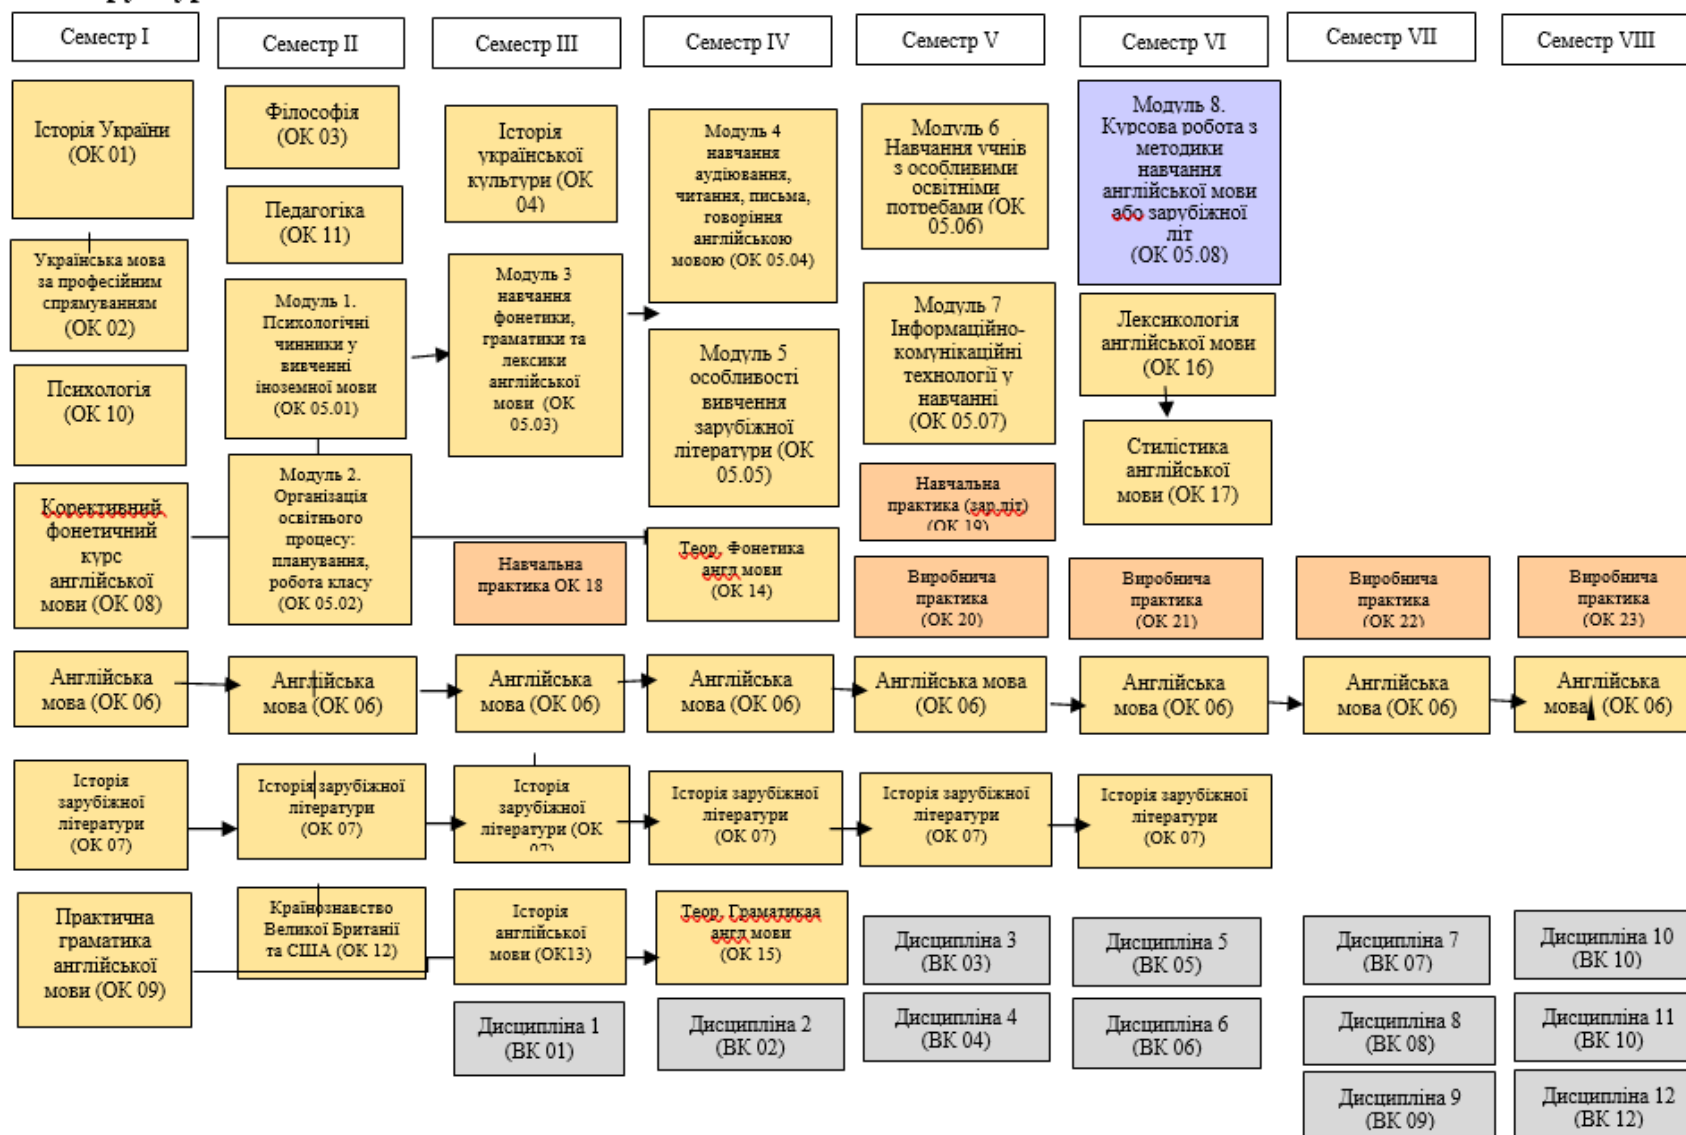 Семестр I
Семестр II
Семестр III
Семестр IV
Семестр V
Семестр VI
Семестр VII
Семестр VIII
Історія України
(ОК 01)
Українська мова
за професійним
спрямуванням
(ОК 02)
Психологія
(ОК 10)
Корективний
фонетичний
курс
англійської
мови (ОК 08)
Англійська
мова (ОК 06)
Історія
зарубіжної
літератури
(ОК 07)
Практична
граматика
англійської
мови (ОК 09)
Філософія
(ОК 03)
Педагогіка
(ОК 11)
Модуль 1.
Психологічні
чинники у
вивченні
іноземної мови
(ОК 05.01)
Модуль 2.
Організація
освітнього
процесу:
планування,
робота класу
(ОК 05.02)
Англійська
мова (ОК 06)
Історія зарубіжної
літератури
(ОК 07)
Країнознавство
Великої Британії
та США (ОК 12)
Історія
української
культури (ОК
04)
Модуль 3
навчання
фонетики,
граматики та
лексики
англійської
мови (ОК
05.03)
Навчальна
практика ОК 18
Англійська
мова (ОК 06)
Історія
зарубіжної
літератури (ОК
07)
Історія
англійської
мови (ОК13)
Дисципліна 1
(ВК 01)
Модуль 4
навчання
аудіювання,
читання, письма,
говоріння
англійською
мовою (ОК 05.04)
Модуль 5
особливості
вивчення
зарубіжної
літератури (ОК
05.05)
Теор. Фонетика
англ мови
(ОК 14)
Англійська
мова (ОК 06)
Історія зарубіжної
літератури
(ОК 07)
Теор. Граматикаа
англ мови
(ОК 15)
Дисципліна 2
(ВК 02)
Модуль 6
Навчання учнів
з особливими
освітніми
потребами (ОК
05.06)
Модуль 7
Інформаційно-
комунікаційні
технології у
навчанні
(ОК 05.07)
Навчальна
практика (зар.літ)
(ОК 19)
Виробнича
практика
(ОК 20)
Англійська мова
(ОК 06)
Історія зарубіжної
літератури
(ОК 07)
Дисципліна 3
(ВК 03)
Дисципліна 4
(ВК 04)
Модуль 8.
Курсова робота з
методики
навчання
англійської мови
або зарубіжної
літ
(ОК 05.08)
Лексикологія
англійської мови
(ОК 16)
Стилістика
англійської
мови (ОК 17)
Виробнича
практика
(ОК 21)
Англійська
мова (ОК 06)
Історія зарубіжної
літератури
(ОК 07)
Дисципліна 5
(ВК 05)
Дисципліна 6
(ВК 06)
Виробнича
практика
(ОК 22)
Англійська
мова (ОК 06)
Дисципліна 7
(ВК 07)
Дисципліна 8
(ВК 08)
Дисципліна 9
(ВК 09)
Виробнича
практика
(ОК 23)
Англійська
мова (ОК 06)
Дисципліна 10
(ВК 10)
Дисципліна 11
(ВК 10)
Дисципліна 12
(ВК 12)